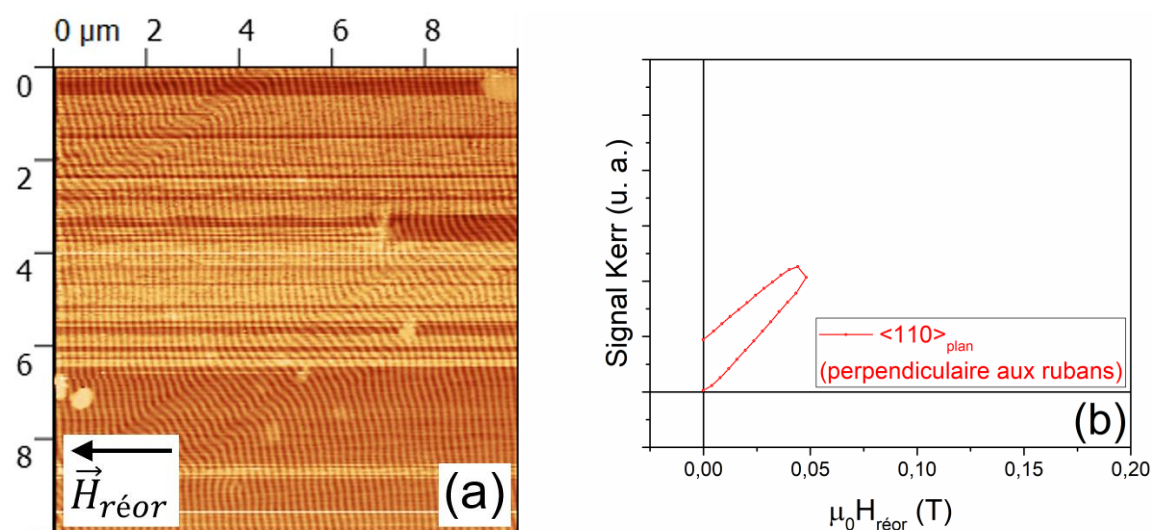 0 µm 2 4 6 8
0
2
4
6
8
H⃗réor
(a)
Signal Kerr (u. a.)
<110>plan
(perpendiculaire aux rubans)
(b)
0,00 0,05 0,10 0,15 0,20
µ0Hréor (T)